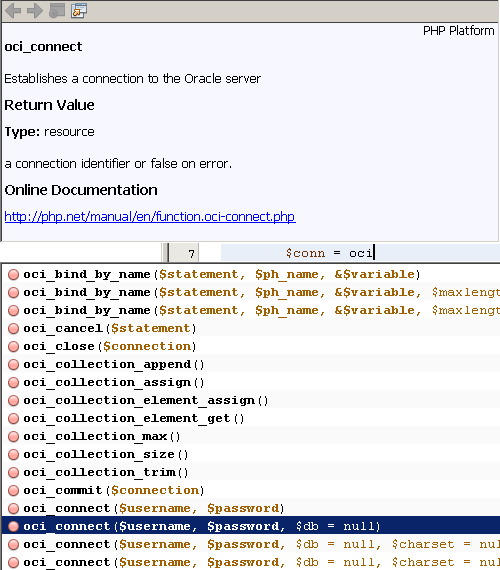 PHP Platform
oci_connect
Establishes a connection to the Oracle server
Return Value
Type: resource
a connection identifier or false on error.
Online Documentation
http://php.net/manual/en/function.oci-connect.php
7 $conn = oci
oci_bind_by_name($statement, $ph_name, &$variable)
oci_bind_by_name($statement, $ph_name, &$variable, $maxlength
oci_bind_by_name($statement, $ph_name, &$variable, $maxlength
oci_cancel($statement)
oci_close($connection)
oci_collection_append()
oci_collection_assign()
oci_collection_element_assign()
oci_collection_element_get()
oci_collection_max()
oci_collection_size()
oci_collection_trim()
oci_commit($connection)
oci_connect($username, $password)
oci_connect($username, $password, $db = null)
oci_connect($username, $password, $db = null, $charset = nul
oci_connect($username, $password, $db = null, $charset = nul